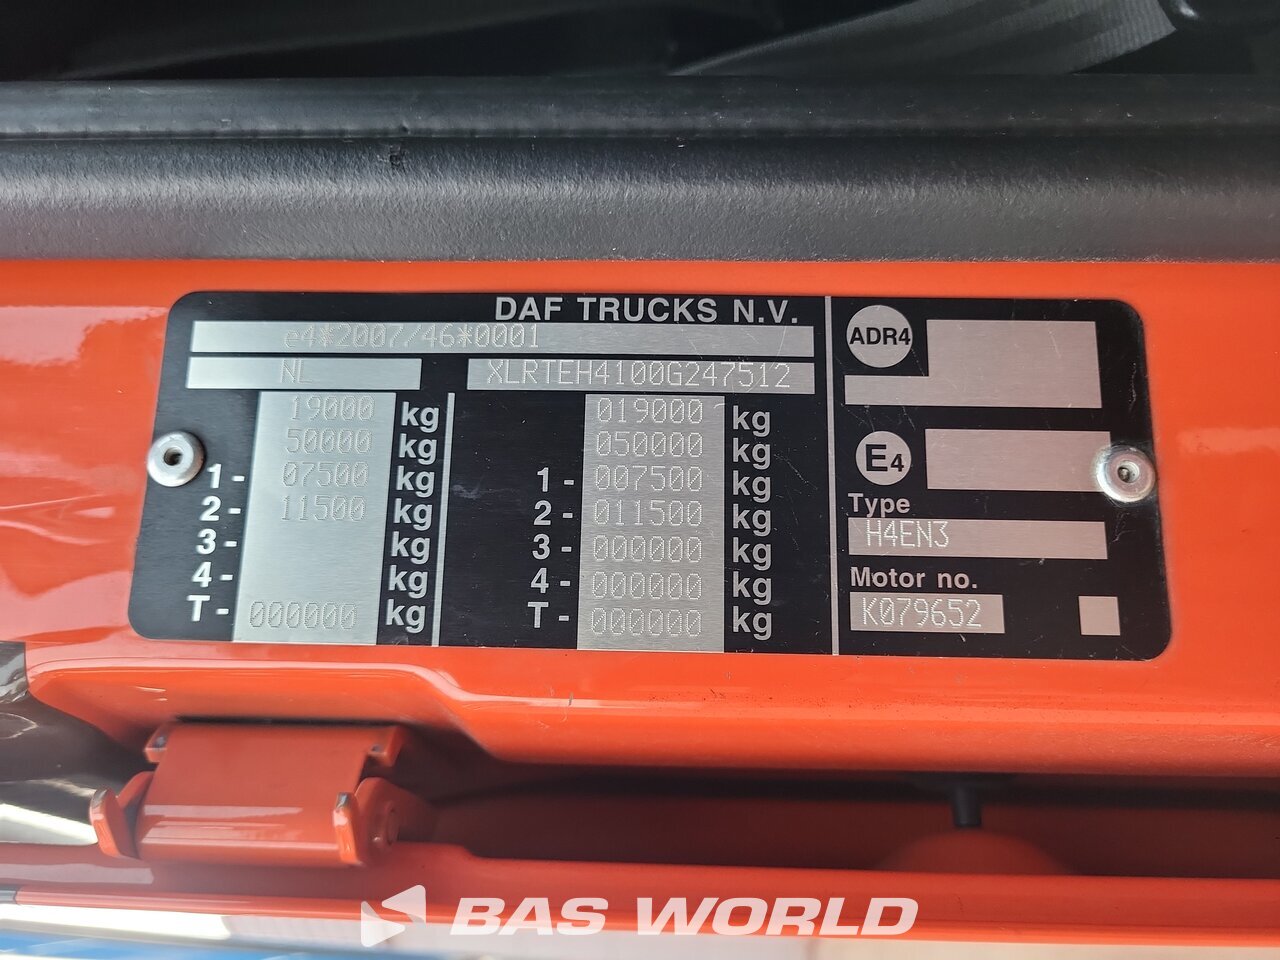 DAF TRUCKS N.V.
e4*2007/46*0001
NL XLRTEH4100G247512
19000 kg 019000 kg
50000 kg 050000 kg
1- 07500 kg 1- 007500 kg
2- 11500 kg 2- 011500 kg
3- kg 3- 000000 kg
4- kg 4- 000000 kg
T- 000000 kg T- 000000 kg
ADR4
E4
Type
H4EN3
Motor no.
K079652
BAS WORLD